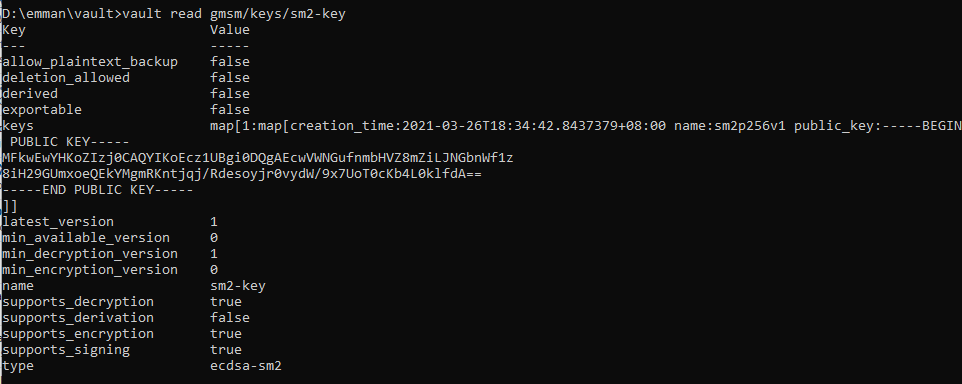 D:\emman\vault>vault read gmsm/keys/sm2-key
Key                       Value
---                       -----
allow_plaintext_backup    false
deletion_allowed          false
derived                   false
exportable                false
keys                      map[1:map[creation_time:2021-03-26T18:34:42.8437379+08:00 name:sm2p256v1 public_key:-----BEGIN
 PUBLIC KEY-----
MFkwEwYHKoZIzj0CAQYIKoEcz1UBgi0DQgAEcwVWNGufnmbHVZ8mZiLJNGbnWf1z
8iH29GUmxoeQEkYMgmRKntjqj/Rdesoyjr0vydW/9x7UoT0cKb4L0klfdA==
-----END PUBLIC KEY-----
]]
latest_version            1
min_available_version     0
min_decryption_version    1
min_encryption_version    0
name                      sm2-key
supports_decryption       true
supports_derivation       false
supports_encryption       true
supports_signing          true
type                      ecdsa-sm2